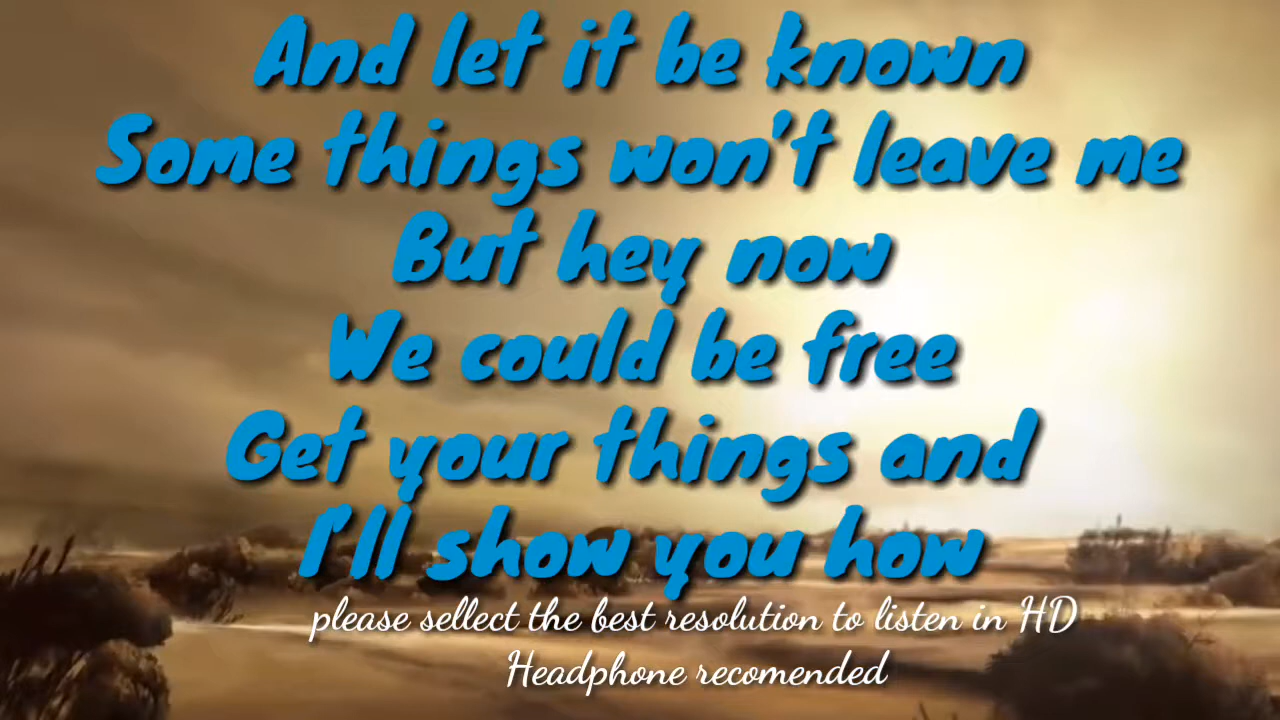 And let it be known
Some things won't leave me
But hey now
We could be free
Get your things and
I'll show you how
please sellect the best resolution to listen in HD
Headphone recomended